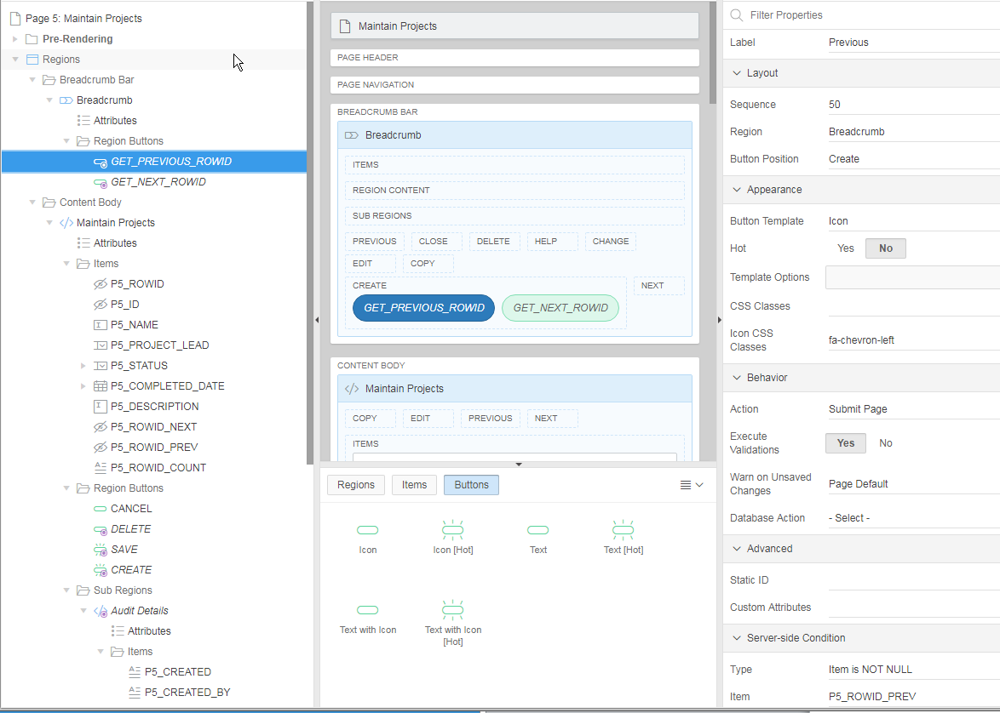 Page 5: Maintain Projects
Pre-Rendering
Regions
Breadcrumb Bar
Breadcrumb
Attributes
Region Buttons
GET_PREVIOUS_ROWID
GET_NEXT_ROWID
Content Body
Maintain Projects
Attributes
Items
P5_ROWID
P5_ID
P5_NAME
P5_PROJECT_LEAD
P5_STATUS
P5_COMPLETED_DATE
P5_DESCRIPTION
P5_ROWID_NEXT
P5_ROWID_PREV
P5_ROWID_COUNT
Region Buttons
CANCEL
DELETE
SAVE
CREATE
Sub Regions
Audit Details
Attributes
Items
P5_CREATED
P5_CREATED_BY
Maintain Projects
PAGE HEADER
PAGE NAVIGATION
BREADCRUMB BAR
Breadcrumb
ITEMS
REGION CONTENT
SUB REGIONS
PREVIOUS CLOSE DELETE HELP CHANGE
EDIT COPY
CREATE NEXT
GET_PREVIOUS_ROWID GET_NEXT_ROWID
CONTENT BODY
Maintain Projects
COPY EDIT PREVIOUS NEXT
ITEMS
Regions Items Buttons
Icon Icon [Hot] Text Text [Hot]
Text with Icon Text with Icon
[Hot]
Filter Properties
Label Previous
Layout
Sequence 50
Region Breadcrumb
Button Position Create
Appearance
Button Template Icon
Hot Yes No
Template Options
CSS Classes
Icon CSS
Classes fa-chevron-left
Behavior
Action Submit Page
Execute
Validations Yes No
Warn on Unsaved
Changes Page Default
Database Action - Select -
Advanced
Static ID
Custom Attributes
Server-side Condition
Type Item is NOT NULL
Item P5_ROWID_PREV